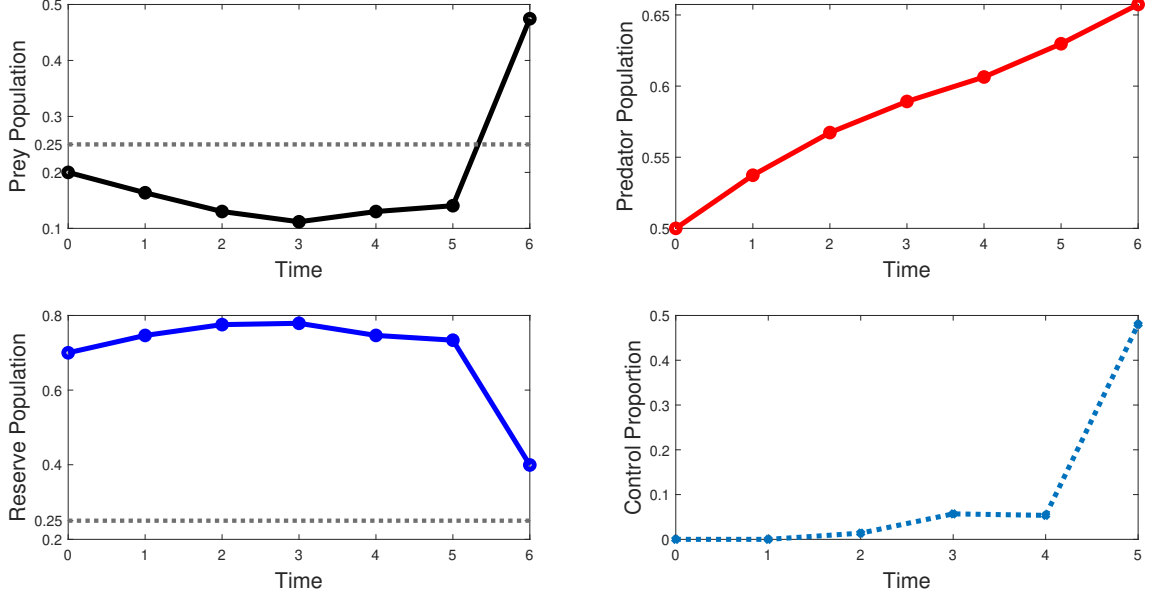 0.5
0.4
0.3
0.25
0.2
0.1
0 1 2 3 4 5 6
Prey Population
Time
0.65
0.6
0.55
0.5
0 1 2 3 4 5 6
Predator Population
Time
0.8
0.6
0.4
0.25
0.2
0 1 2 3 4 5 6
Reserve Population
Time
0.5
0.4
0.3
0.2
0.1
0
0 1 2 3 4 5
Control Proportion
Time